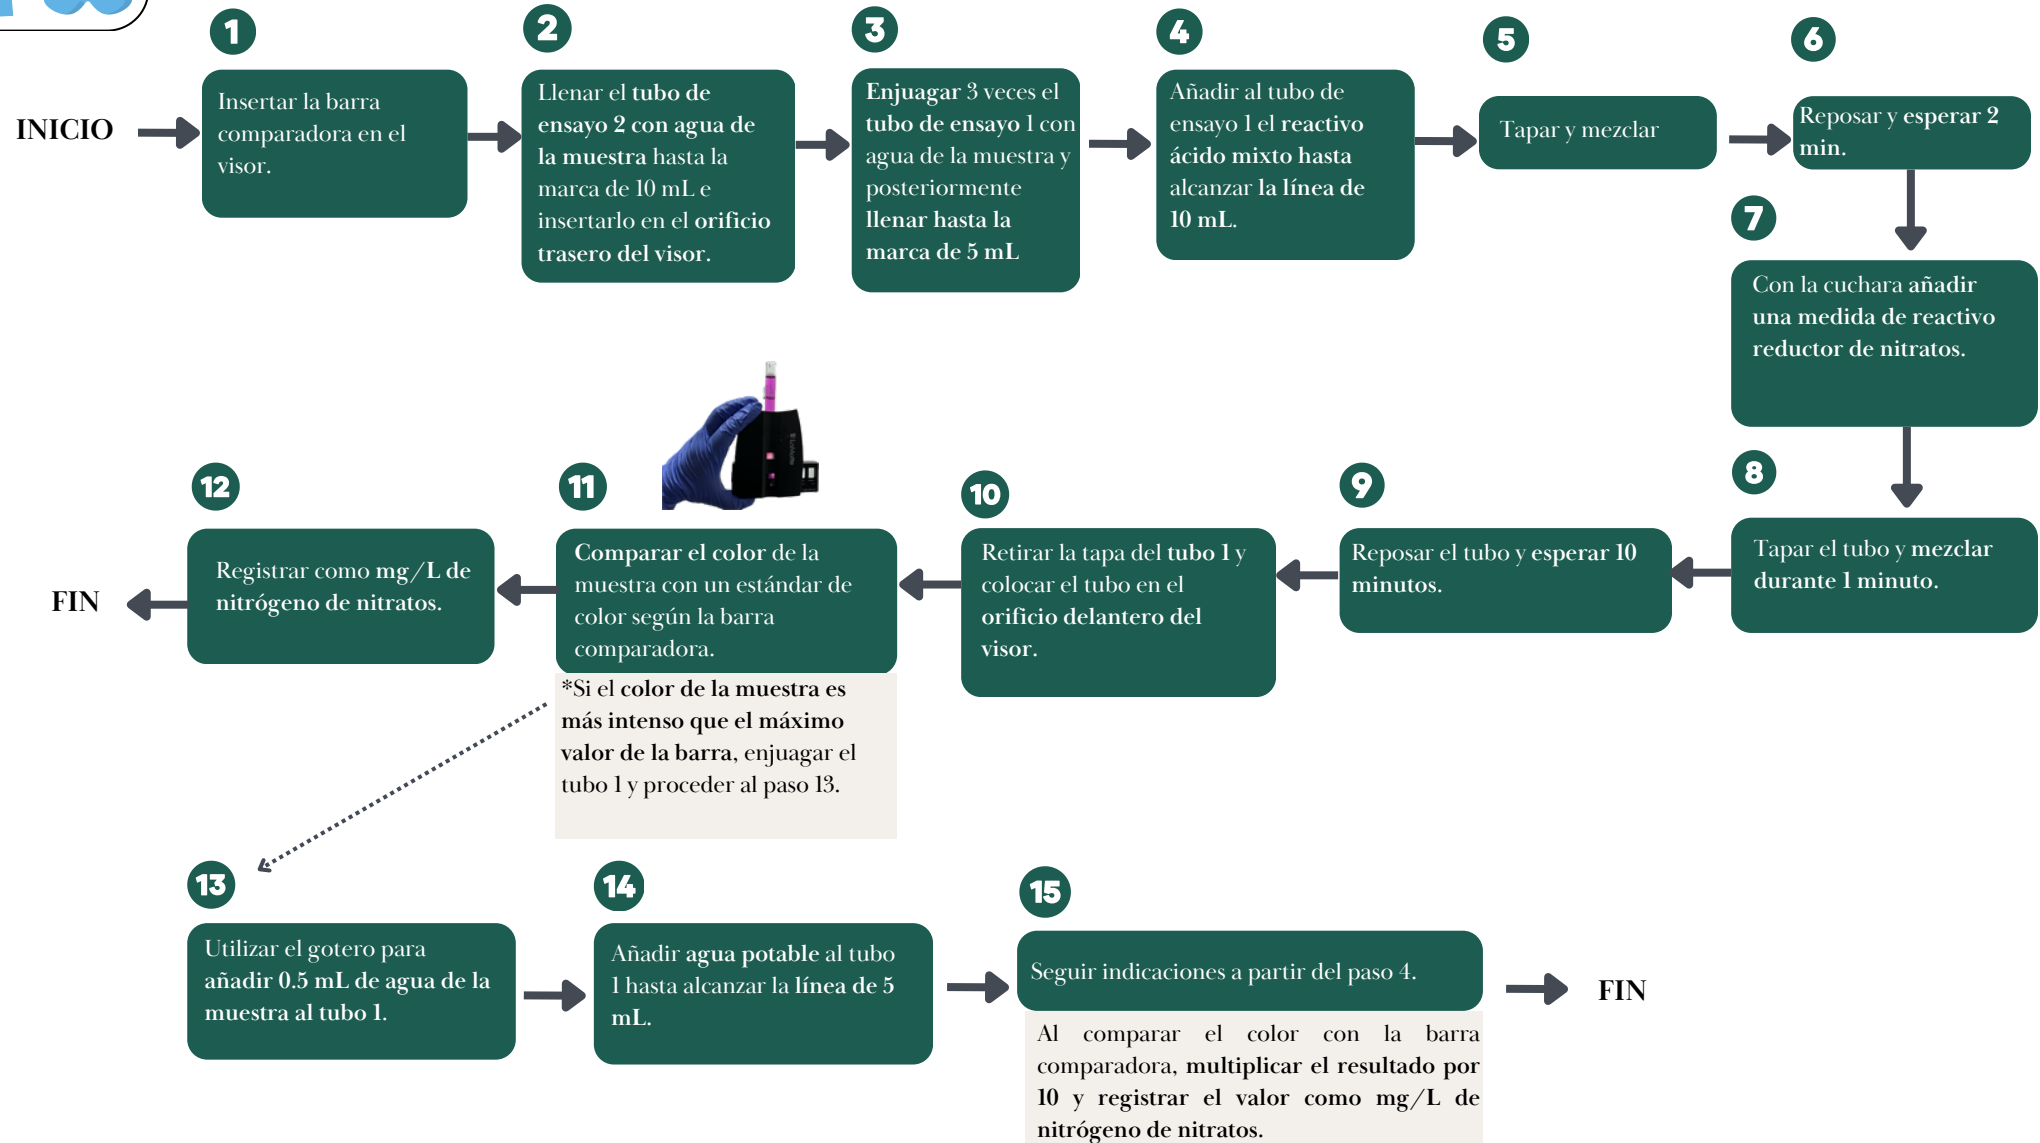 1
2
3
4
5
6
INICIO
Insertar la barra
comparadora en el
visor.
Llenar el tubo de
ensayo 2 con agua de
la muestra hasta la
marca de 10 mL e
insertarlo en el orificio
trasero del visor.
Enjuagar 3 veces el
tubo de ensayo 1 con
agua de la muestra y
posteriormente
llenar hasta la
marca de 5 mL
Añadir al tubo de
ensayo 1 el reactivo
ácido mixto hasta
alcanzar la línea de
10 mL.
Tapar y mezclar
Reposar y esperar 2
min.
7
Con la cuchara añadir
una medida de reactivo
reductor de nitratos.
8
Tapar el tubo y mezclar
durante 1 minuto.
9
Reposar el tubo y esperar 10
minutos.
10
Retirar la tapa del tubo 1 y
colocar el tubo en el
orificio delantero del
visor.
11
Comparar el color de la
muestra con un estándar de
color según la barra
comparadora.
*Si el color de la muestra es
más intenso que el máximo
valor de la barra, enjuagar el
tubo 1 y proceder al paso 13.
12
Registrar como mg/L de
nitrógeno de nitratos.
FIN
13
Utilizar el gotero para
añadir 0.5 mL de agua de la
muestra al tubo 1.
14
Añadir agua potable al tubo
1 hasta alcanzar la línea de 5
mL.
15
Seguir indicaciones a partir del paso 4.
Al comparar el color con la barra
comparadora, multiplicar el resultado por
10 y registrar el valor como mg/L de
nitrógeno de nitratos.
FIN